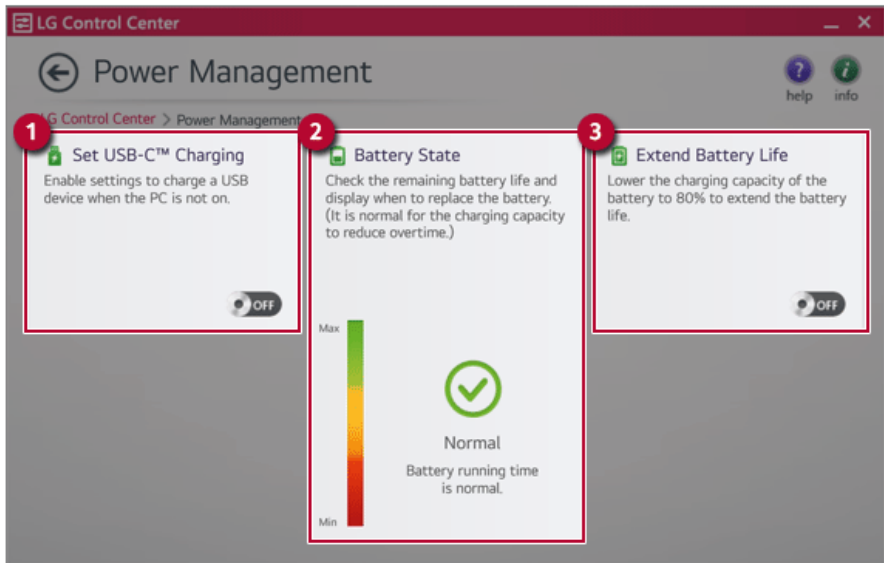 LG Control Center
Power Management
help
info
LG Control Center > Power Management
1
Set USB-C™ Charging
Enable settings to charge a USB
device when the PC is not on.
OFF
2
Battery State
Check the remaining battery life and
display when to replace the battery.
(It is normal for the charging capacity
to reduce overtime.)
Max
Normal
Battery running time
is normal.
Min
3
Extend Battery Life
Lower the charging capacity of the
battery to 80% to extend the battery
life.
OFF